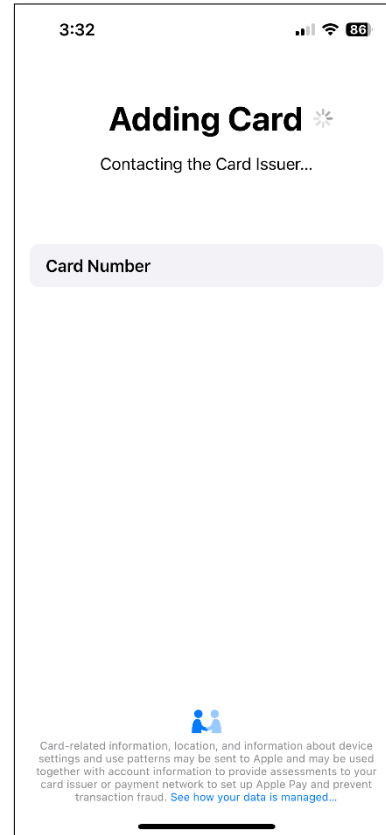 3:32
86
Adding Card
Contacting the Card Issuer...
Card Number
Card-related information, location, and information about device
settings and use patterns may be sent to Apple and may be used
together with account information to provide assessments to your
card issuer or payment network to set up Apple Pay and prevent
transaction fraud. See how your data is managed...